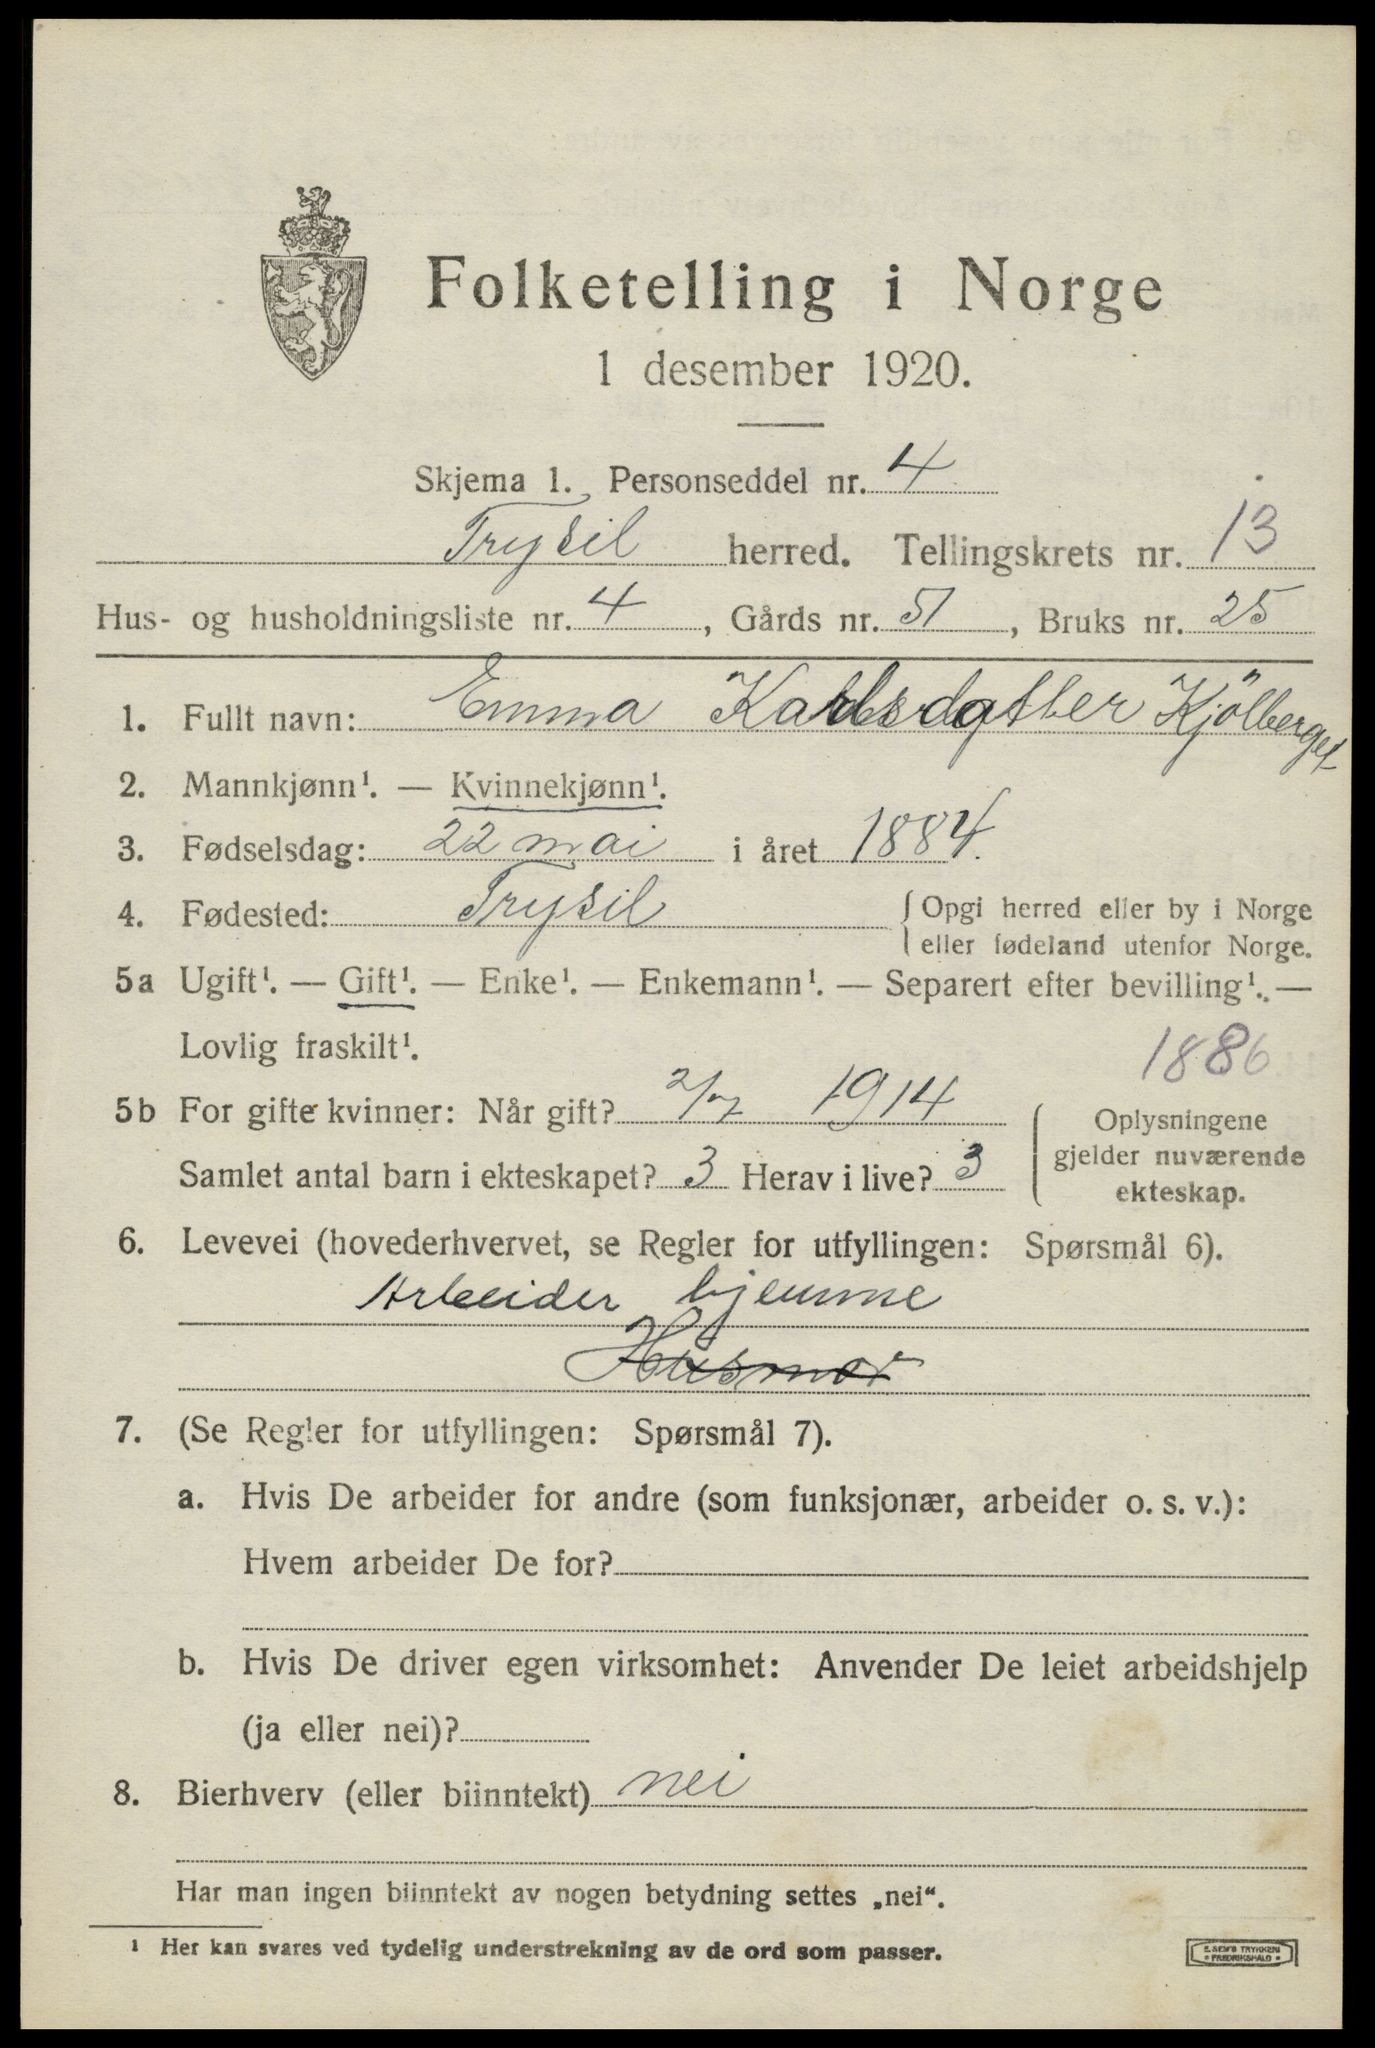 Folketelling i Norge
1 desember 1920.
Skjema 1. Personseddel nr. 4
Trysil herred. Tellingskrets nr. 13
Hus- og husholdningsliste nr. 4, Gårds nr. 51, Bruks nr. 25
1. Fullt navn: Emma Karlsdatter Kjölberget
2. Mannkjønn¹. — Kvinnekjønn¹.
3. Fødselsdag: 22 mai i året 1884.
4. Fødested: Trysil { Opgi herred eller by i Norge
eller fødeland utenfor Norge.
5a Ugift¹. — Gift¹. — Enke¹. — Enkemann¹. — Separert efter bevilling¹. —
Lovlig fraskilt¹. 1886
5b For gifte kvinner: Når gift? 2/7 1914
Samlet antal barn i ekteskapet? 3 Herav i live? 3
Oplysningene
gjelder nuværende
ekteskap.
6. Levevei (hovederhvervet, se Regler for utfyllingen: Spørsmål 6).
Arbeider hjemme
Husmor
7. (Se Regler for utfyllingen: Spørsmål 7).
a. Hvis De arbeider for andre (som funksjonær, arbeider o. s. v.):
Hvem arbeider De for?
b. Hvis De driver egen virksomhet: Anvender De leiet arbeidshjelp
(ja eller nei)?
8. Bierhverv (eller biinntekt) nei
Har man ingen biinntekt av nogen betydning settes „nei“.
¹ Her kan svares ved tydelig understrekning av de ord som passer.
E. SEM'S TRYKKERI
• FREDRIKSHALD •